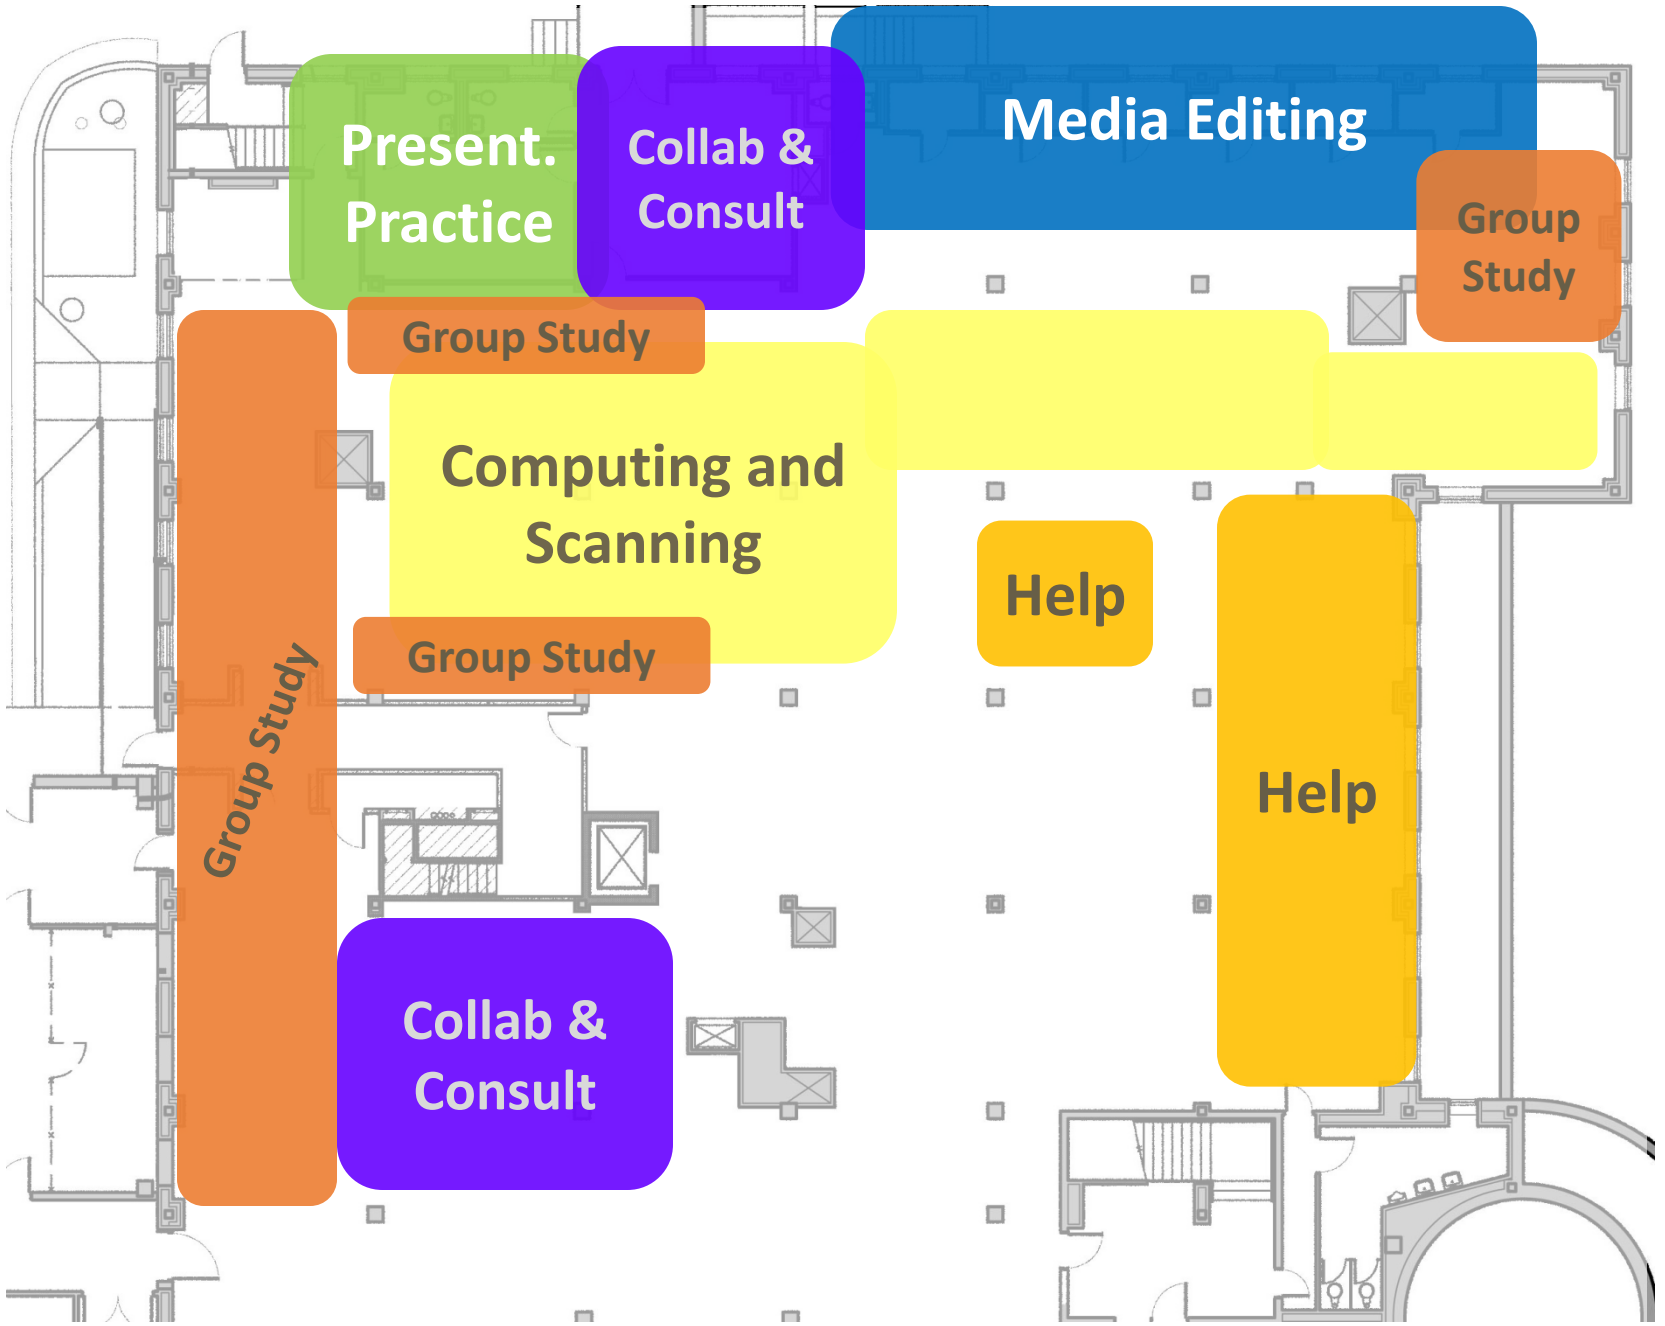 Media Editing
Present.
Practice
Collab &
Consult
Group
Study
Group Study
Computing and
Scanning
Help
Group Study
Group Study
Help
Collab &
Consult